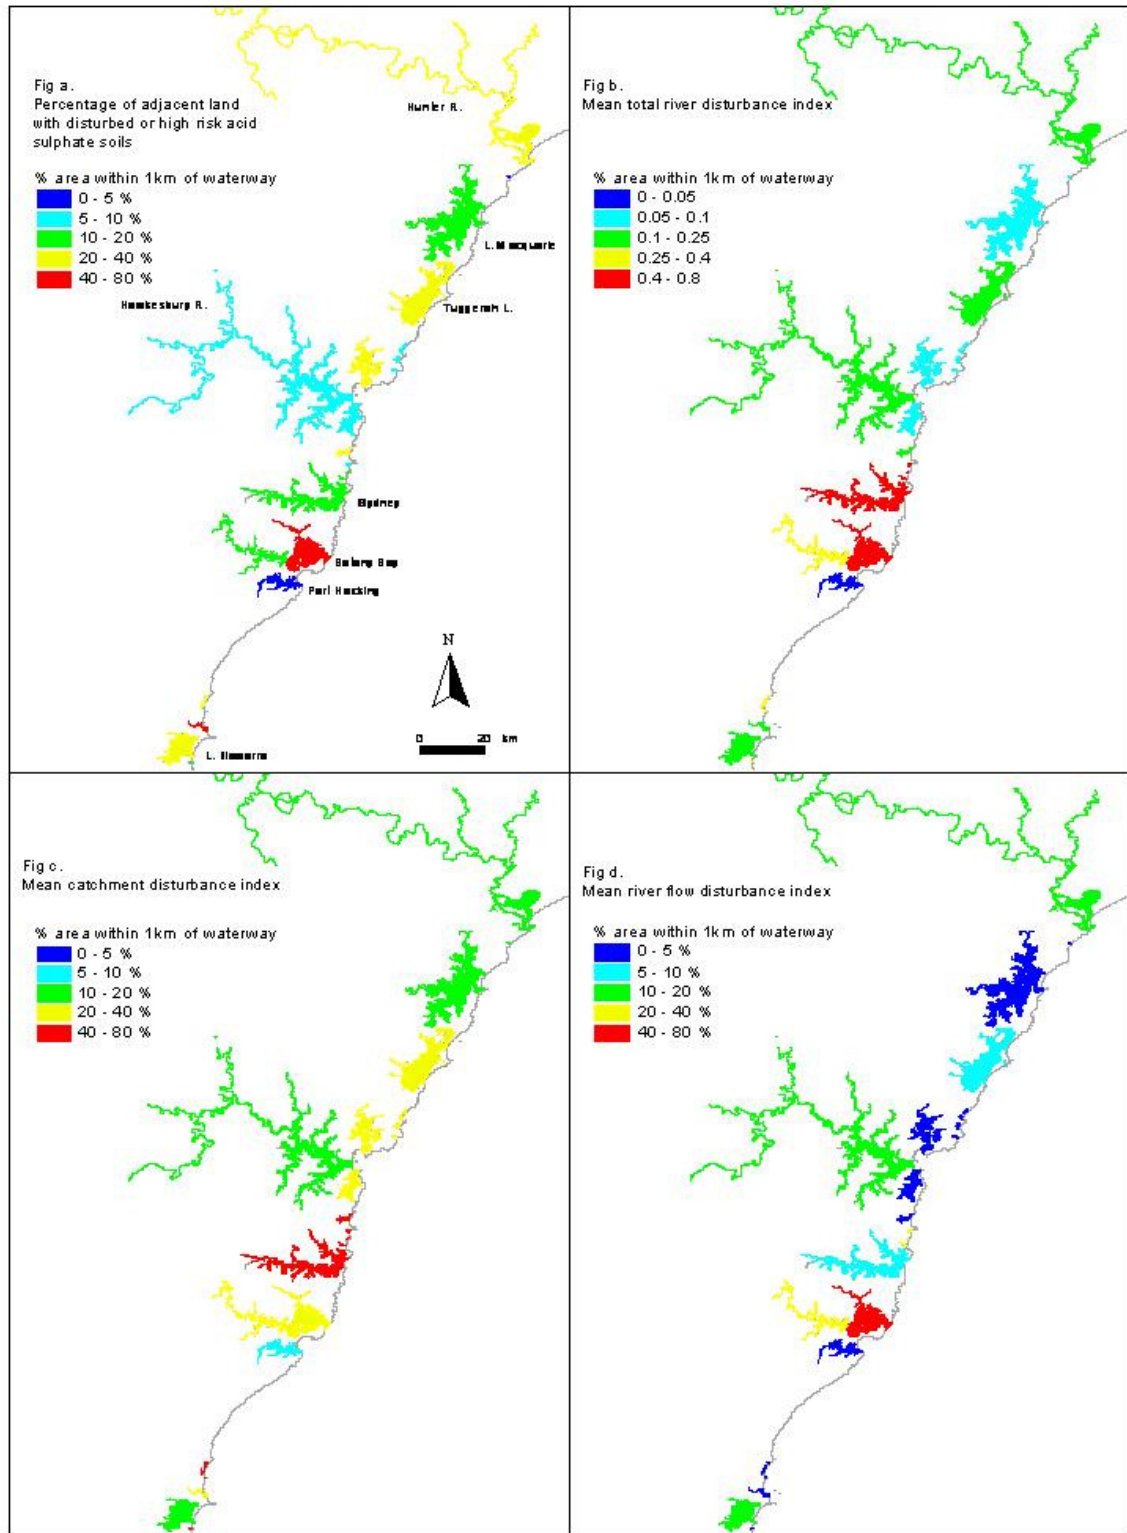 Fig a.
Percentage of adjacent land
with disturbed or high risk acid
sulphate soils
% area within 1km of waterway
0 - 5 %
5 - 10 %
10 - 20 %
20 - 40 %
40 - 80 %
Hunter R.
L. Macquarie
Tuggerah L.
Hawkesbury R.
Sydney
Botany Bay
Port Hacking
N
0 20 km
L. Illawarra
Fig b.
Mean total river disturbance index
% area within 1km of waterway
0 - 0.05
0.05 - 0.1
0.1 - 0.25
0.25 - 0.4
0.4 - 0.8
Fig c.
Mean catchment disturbance index
% area within 1km of waterway
0 - 5 %
5 - 10 %
10 - 20 %
20 - 40 %
40 - 80 %
Fig d.
Mean river flow disturbance index
% area within 1km of waterway
0 - 5 %
5 - 10 %
10 - 20 %
20 - 40 %
40 - 80 %